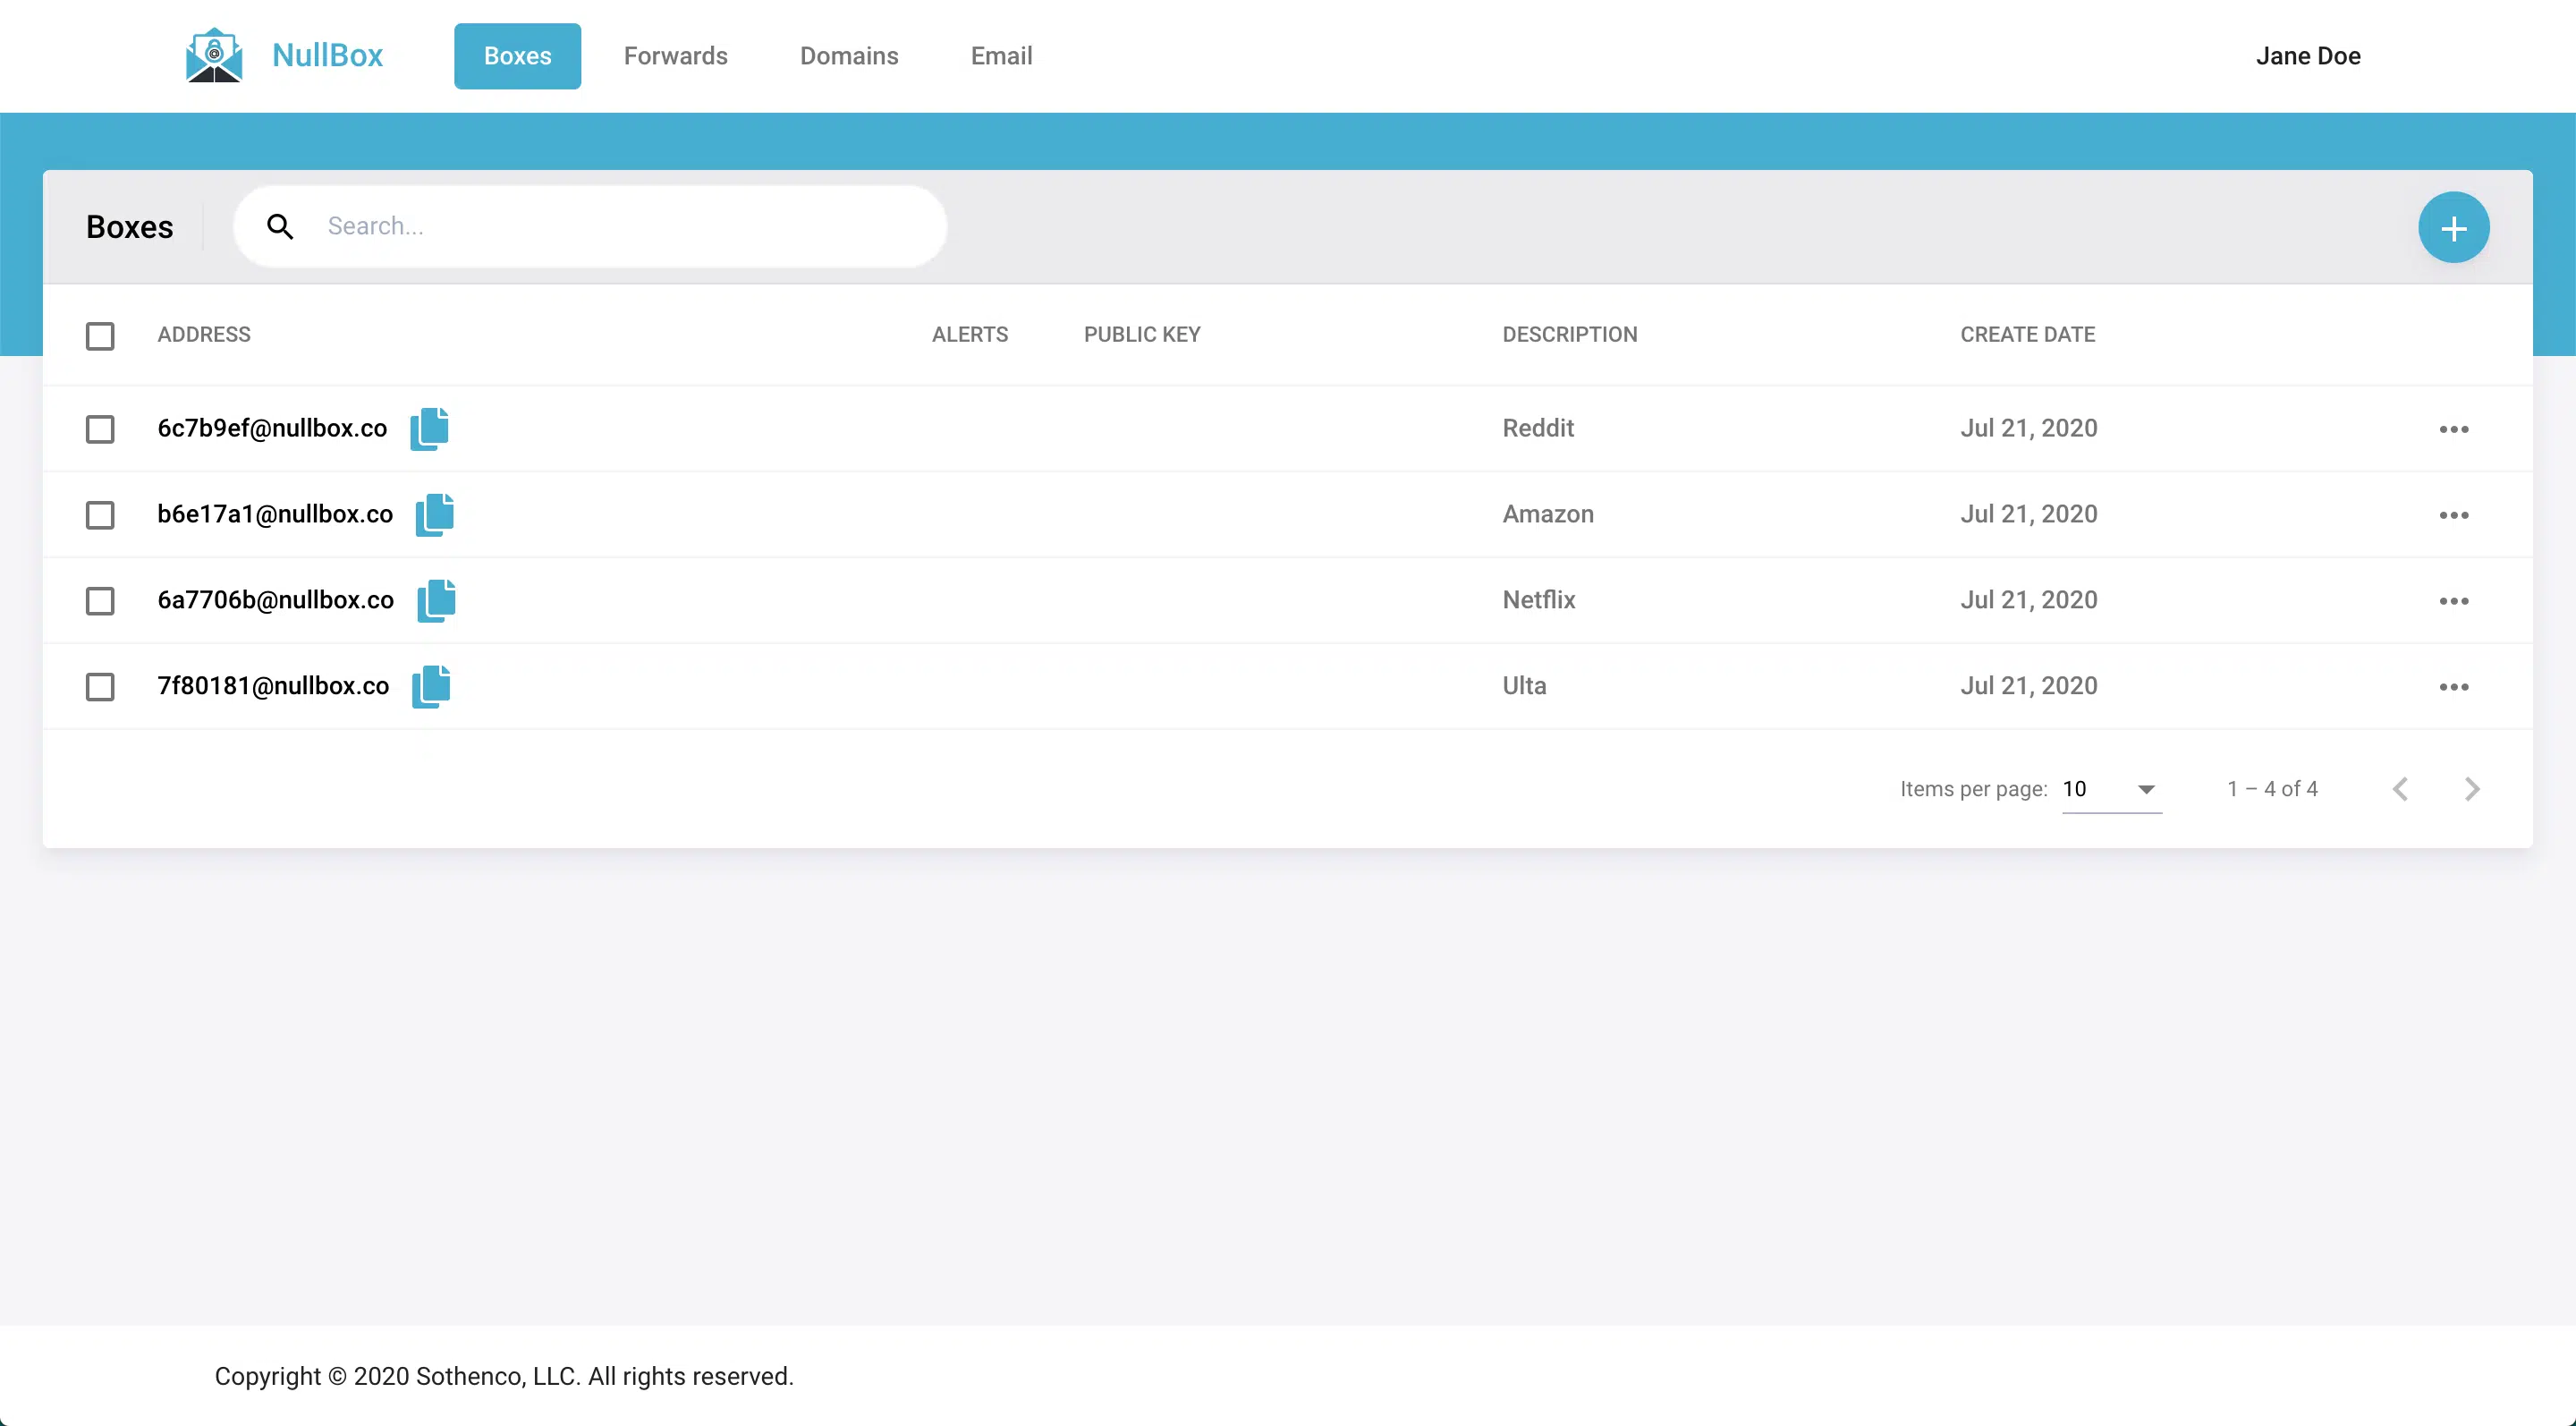 NullBox Boxes Forwards Domains Email Jane Doe
Boxes Search...
ADDRESS ALERTS PUBLIC KEY DESCRIPTION CREATE DATE
6c7b9ef@nullbox.co Reddit Jul 21, 2020
b6e17a1@nullbox.co Amazon Jul 21, 2020
6a7706b@nullbox.co Netflix Jul 21, 2020
7f80181@nullbox.co Ulta Jul 21, 2020
Items per page: 10 1 – 4 of 4
Copyright © 2020 Sothenco, LLC. All rights reserved.